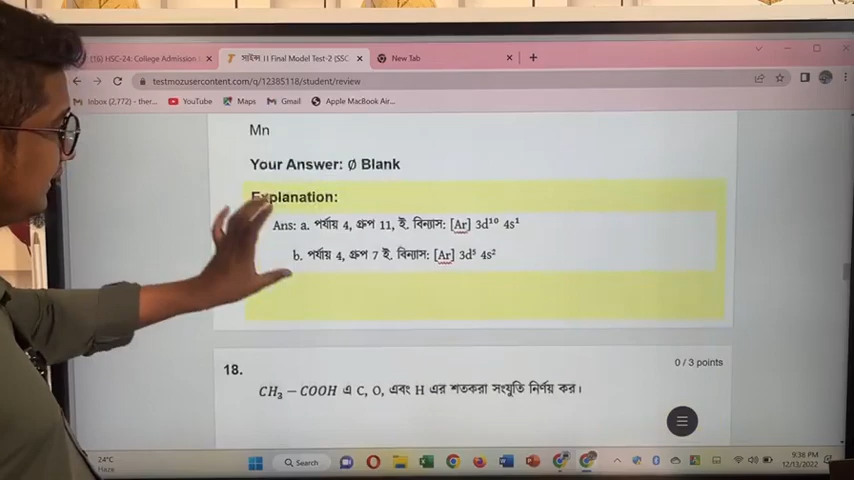 (16) HSC-24: College Admission
সাইন্স 11 Final Model Test-2 (SSC
New Tab
testmozusercontent.com/q/12385118/student/review
Inbox (2,772) - ther...
YouTube
Maps
Gmail
Apple MacBook Air...
Mn
Your Answer: ∅ Blank
Explanation:
Ans: a. পর্যায় 4, গ্রুপ 11, ই. বিন্যাস: [Ar] 3d¹⁰ 4s¹
b. পর্যায় 4, গ্রুপ 7 ই. বিন্যাস: [Ar] 3d⁵ 4s²
0 / 3 points
18.
CH₃ – COOH এ C, O, এবং H এর শতকরা সংযুতি নির্ণয় কর।
24°C
Haze
Search
9:38 PM
12/13/2022